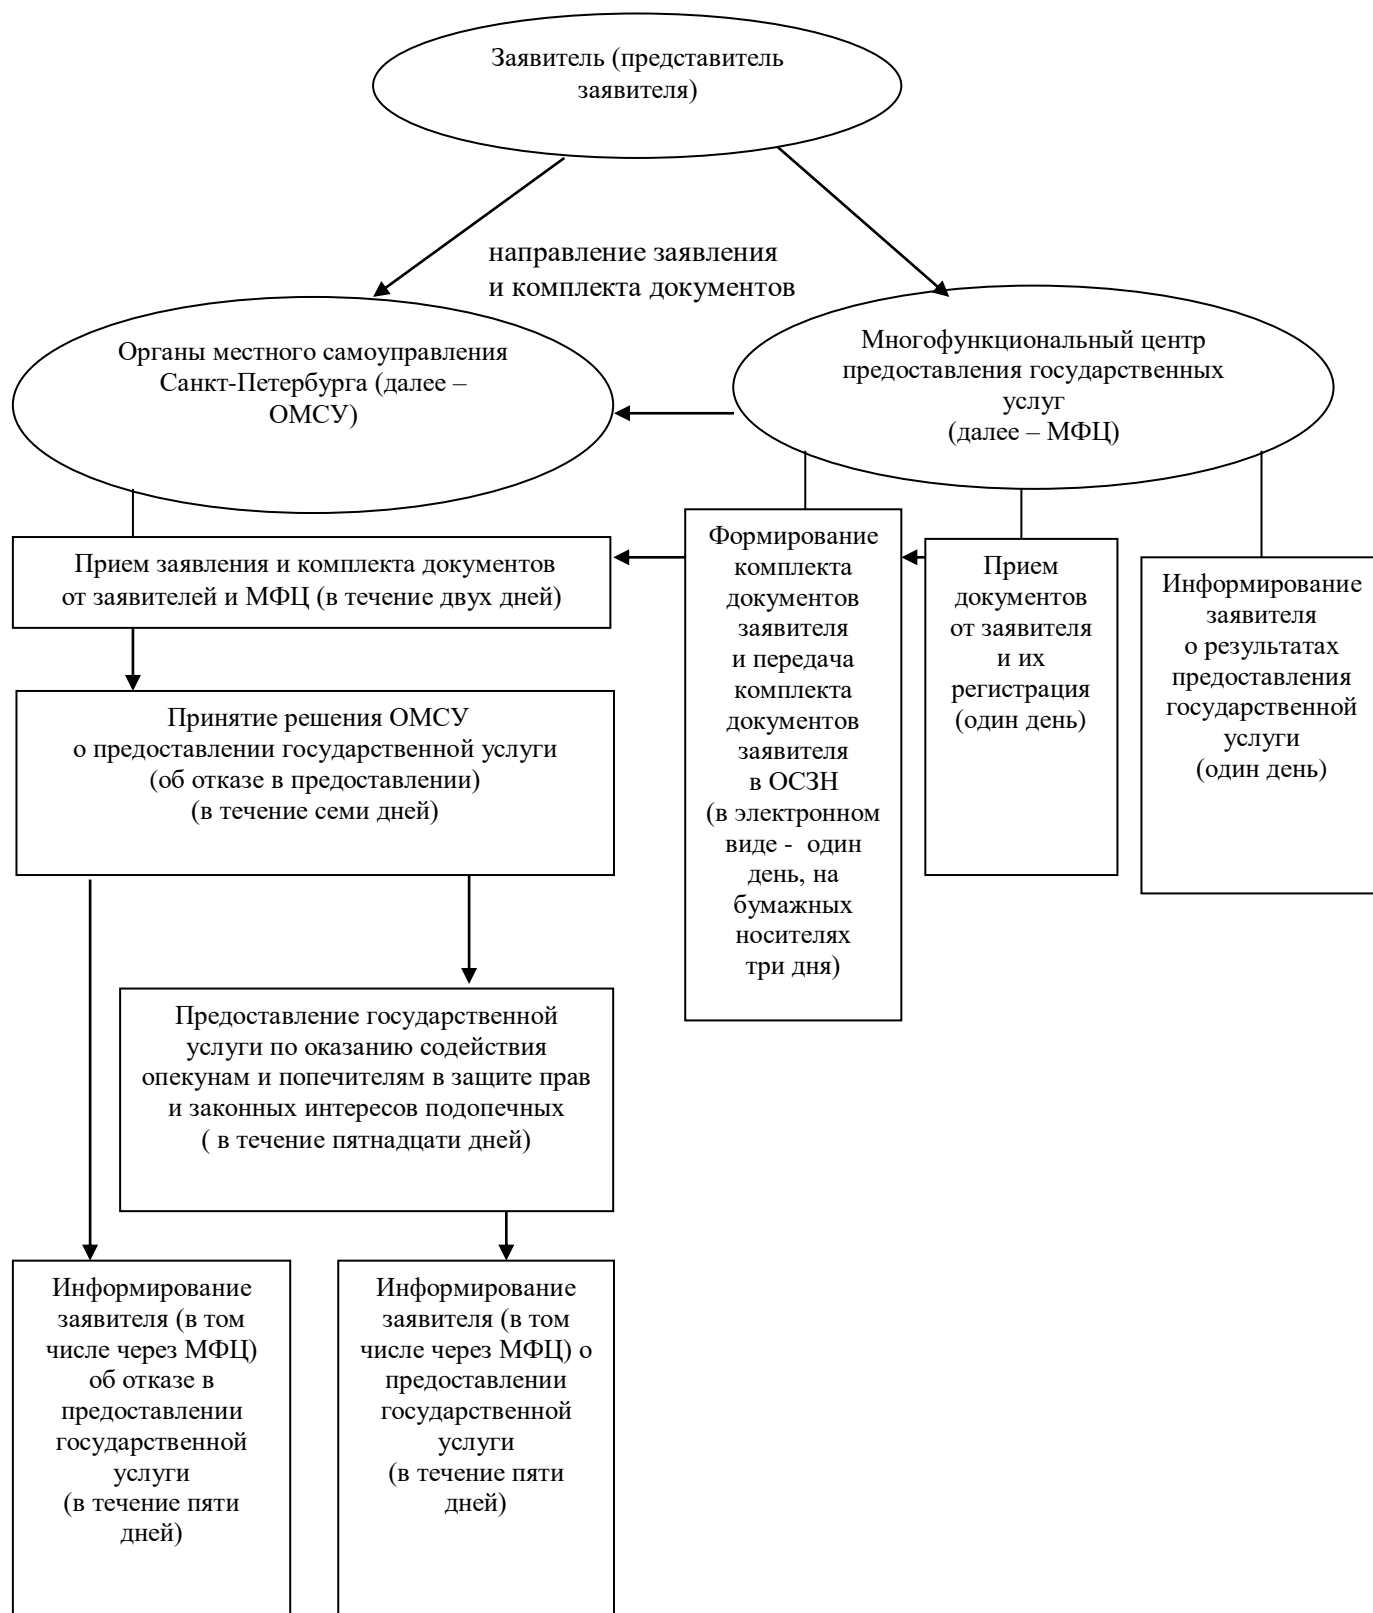 Заявитель (представитель
заявителя)
направление заявления
и комплекта документов
Органы местного самоуправления
Санкт-Петербурга (далее –
ОМСУ)
Многофункциональный центр
предоставления государственных
услуг
(далее – МФЦ)
Прием заявления и комплекта документов
от заявителей и МФЦ (в течение двух дней)
Формирование
комплекта
документов
заявителя
и передача
комплекта
документов
заявителя
в ОСЗН
(в электронном
виде - один
день, на
бумажных
носителях
три дня)
Прием
документов
от заявителя
и их
регистрация
(один день)
Информирование
заявителя
о результатах
предоставления
государственной
услуги
(один день)
Принятие решения ОМСУ
о предоставлении государственной услуги
(об отказе в предоставлении)
(в течение семи дней)
Предоставление государственной
услуги по оказанию содействия
опекунам и попечителям в защите прав
и законных интересов подопечных
( в течение пятнадцати дней)
Информирование
заявителя (в том
числе через МФЦ)
об отказе в
предоставлении
государственной
услуги
(в течение пяти
дней)
Информирование
заявителя (в том
числе через МФЦ) о
предоставлении
государственной
услуги
(в течение пяти
дней)